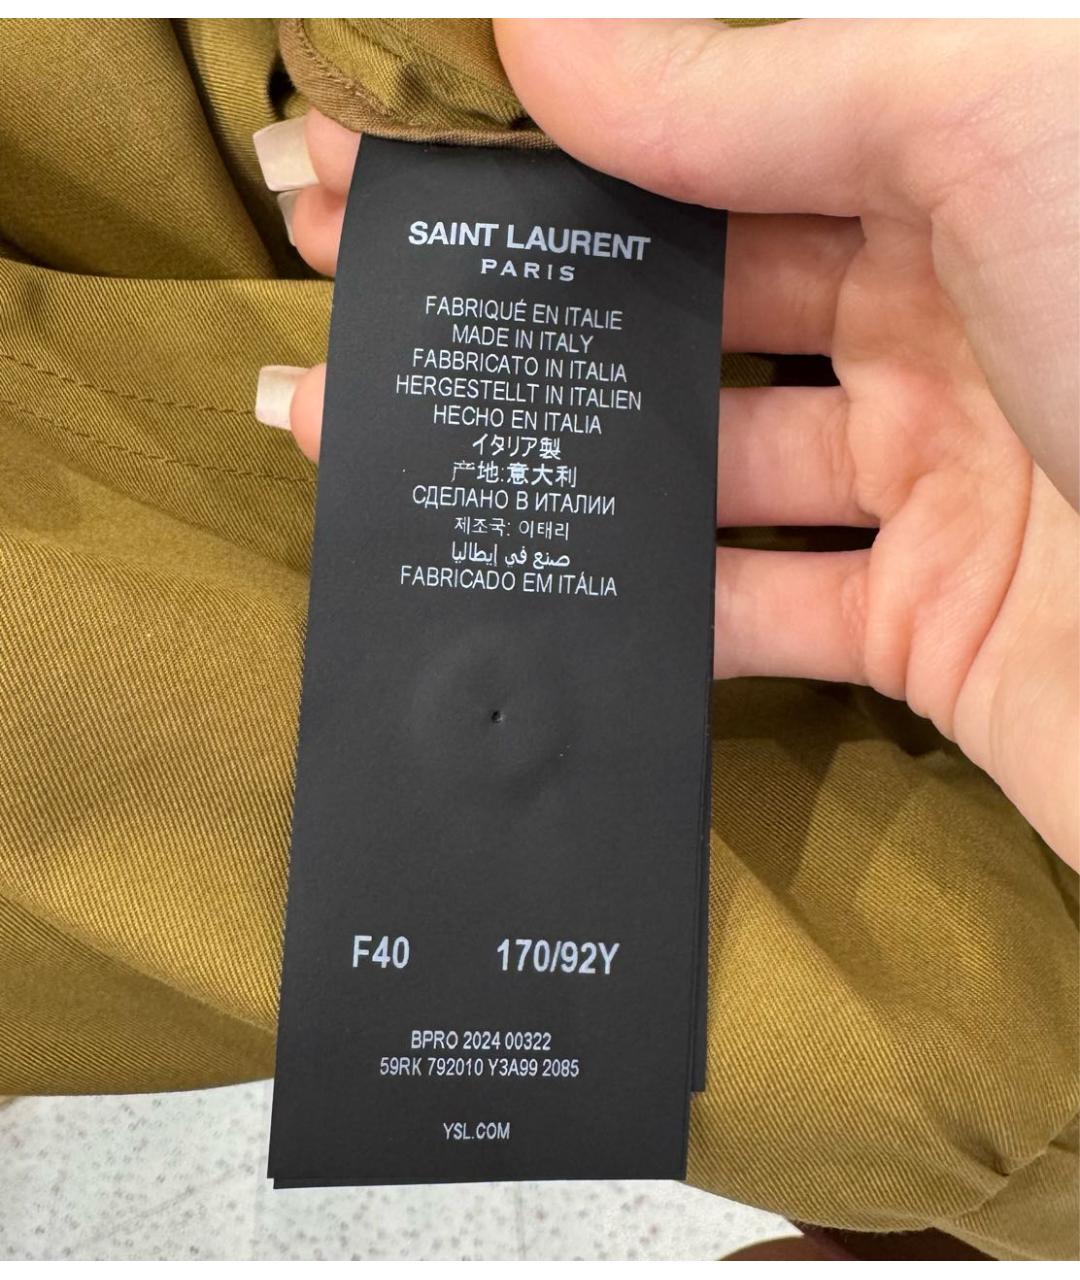 SAINT LAURENT
PARIS
FABRIQUÉ EN ITALIE
MADE IN ITALY
FABBRICATO IN ITALIA
HERGESTELLT IN ITALIEN
HECHO EN ITALIA
イタリア製
产地:意大利
СДЕЛАНО В ИТАЛИИ
제조국: 이태리
صنع في إيطاليا
FABRICADO EM ITÁLIA
F40 170/92Y
BPRO 2024 00322
59RK 792010 Y3A99 2085
YSL.COM